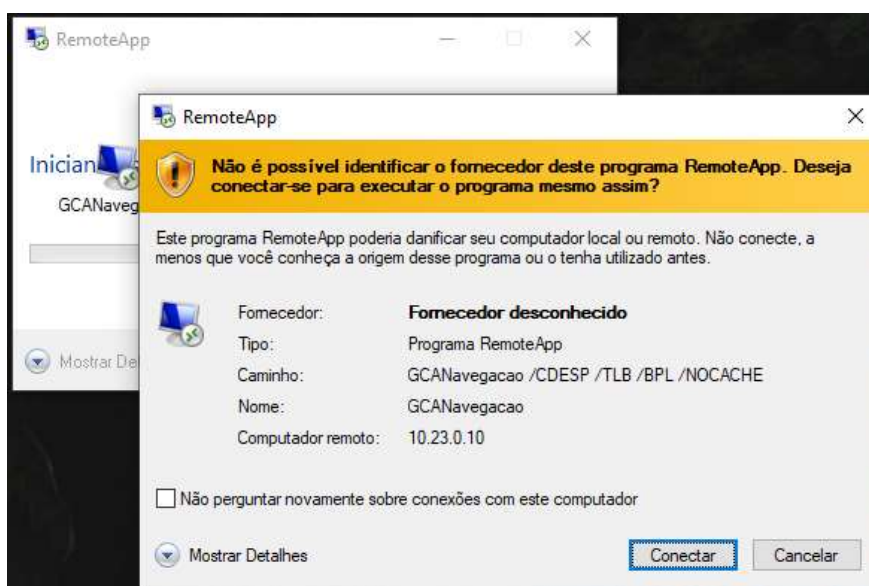 RemoteApp
Inician
GCANaveg
Mostrar De
RemoteApp
Não é possível identificar o fornecedor deste programa RemoteApp. Deseja
conectar-se para executar o programa mesmo assim?
Este programa RemoteApp poderia danificar seu computador local ou remoto. Não conecte, a
menos que você conheça a origem desse programa ou o tenha utilizado antes.
Fornecedor: Fornecedor desconhecido
Tipo: Programa RemoteApp
Caminho: GCANavegacao /CDESP /TLB /BPL /NOCACHE
Nome: GCANavegacao
Computador remoto: 10.23.0.10
Não perguntar novamente sobre conexões com este computador
Mostrar Detalhes
Conectar
Cancelar